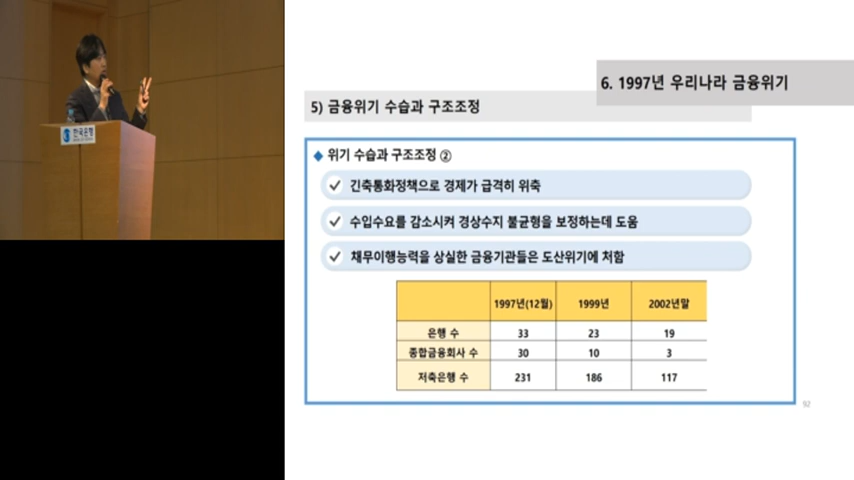 한국은행
6. 1997년 우리나라 금융위기
5) 금융위기 수습과 구조조정
◆ 위기 수습과 구조조정 ②
✓ 긴축통화정책으로 경제가 급격히 위축
✓ 수입수요를 감소시켜 경상수지 불균형을 보정하는데 도움
✓ 채무이행능력을 상실한 금융기관들은 도산위기에 처함
1997년(12월) 1999년 2002년말
은행 수 33 23 19
종합금융회사 수 30 10 3
저축은행 수 231 186 117
92